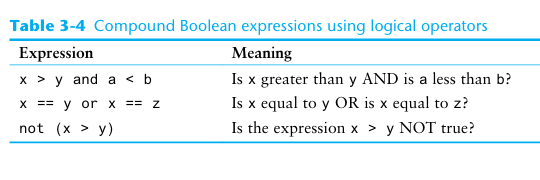 Table 3-4 Compound Boolean expressions using logical operators
Expression Meaning
x > y and a < b Is x greater than y AND is a less than b?
x == y or x == z Is x equal to y OR is x equal to z?
not (x > y) Is the expression x > y NOT true?